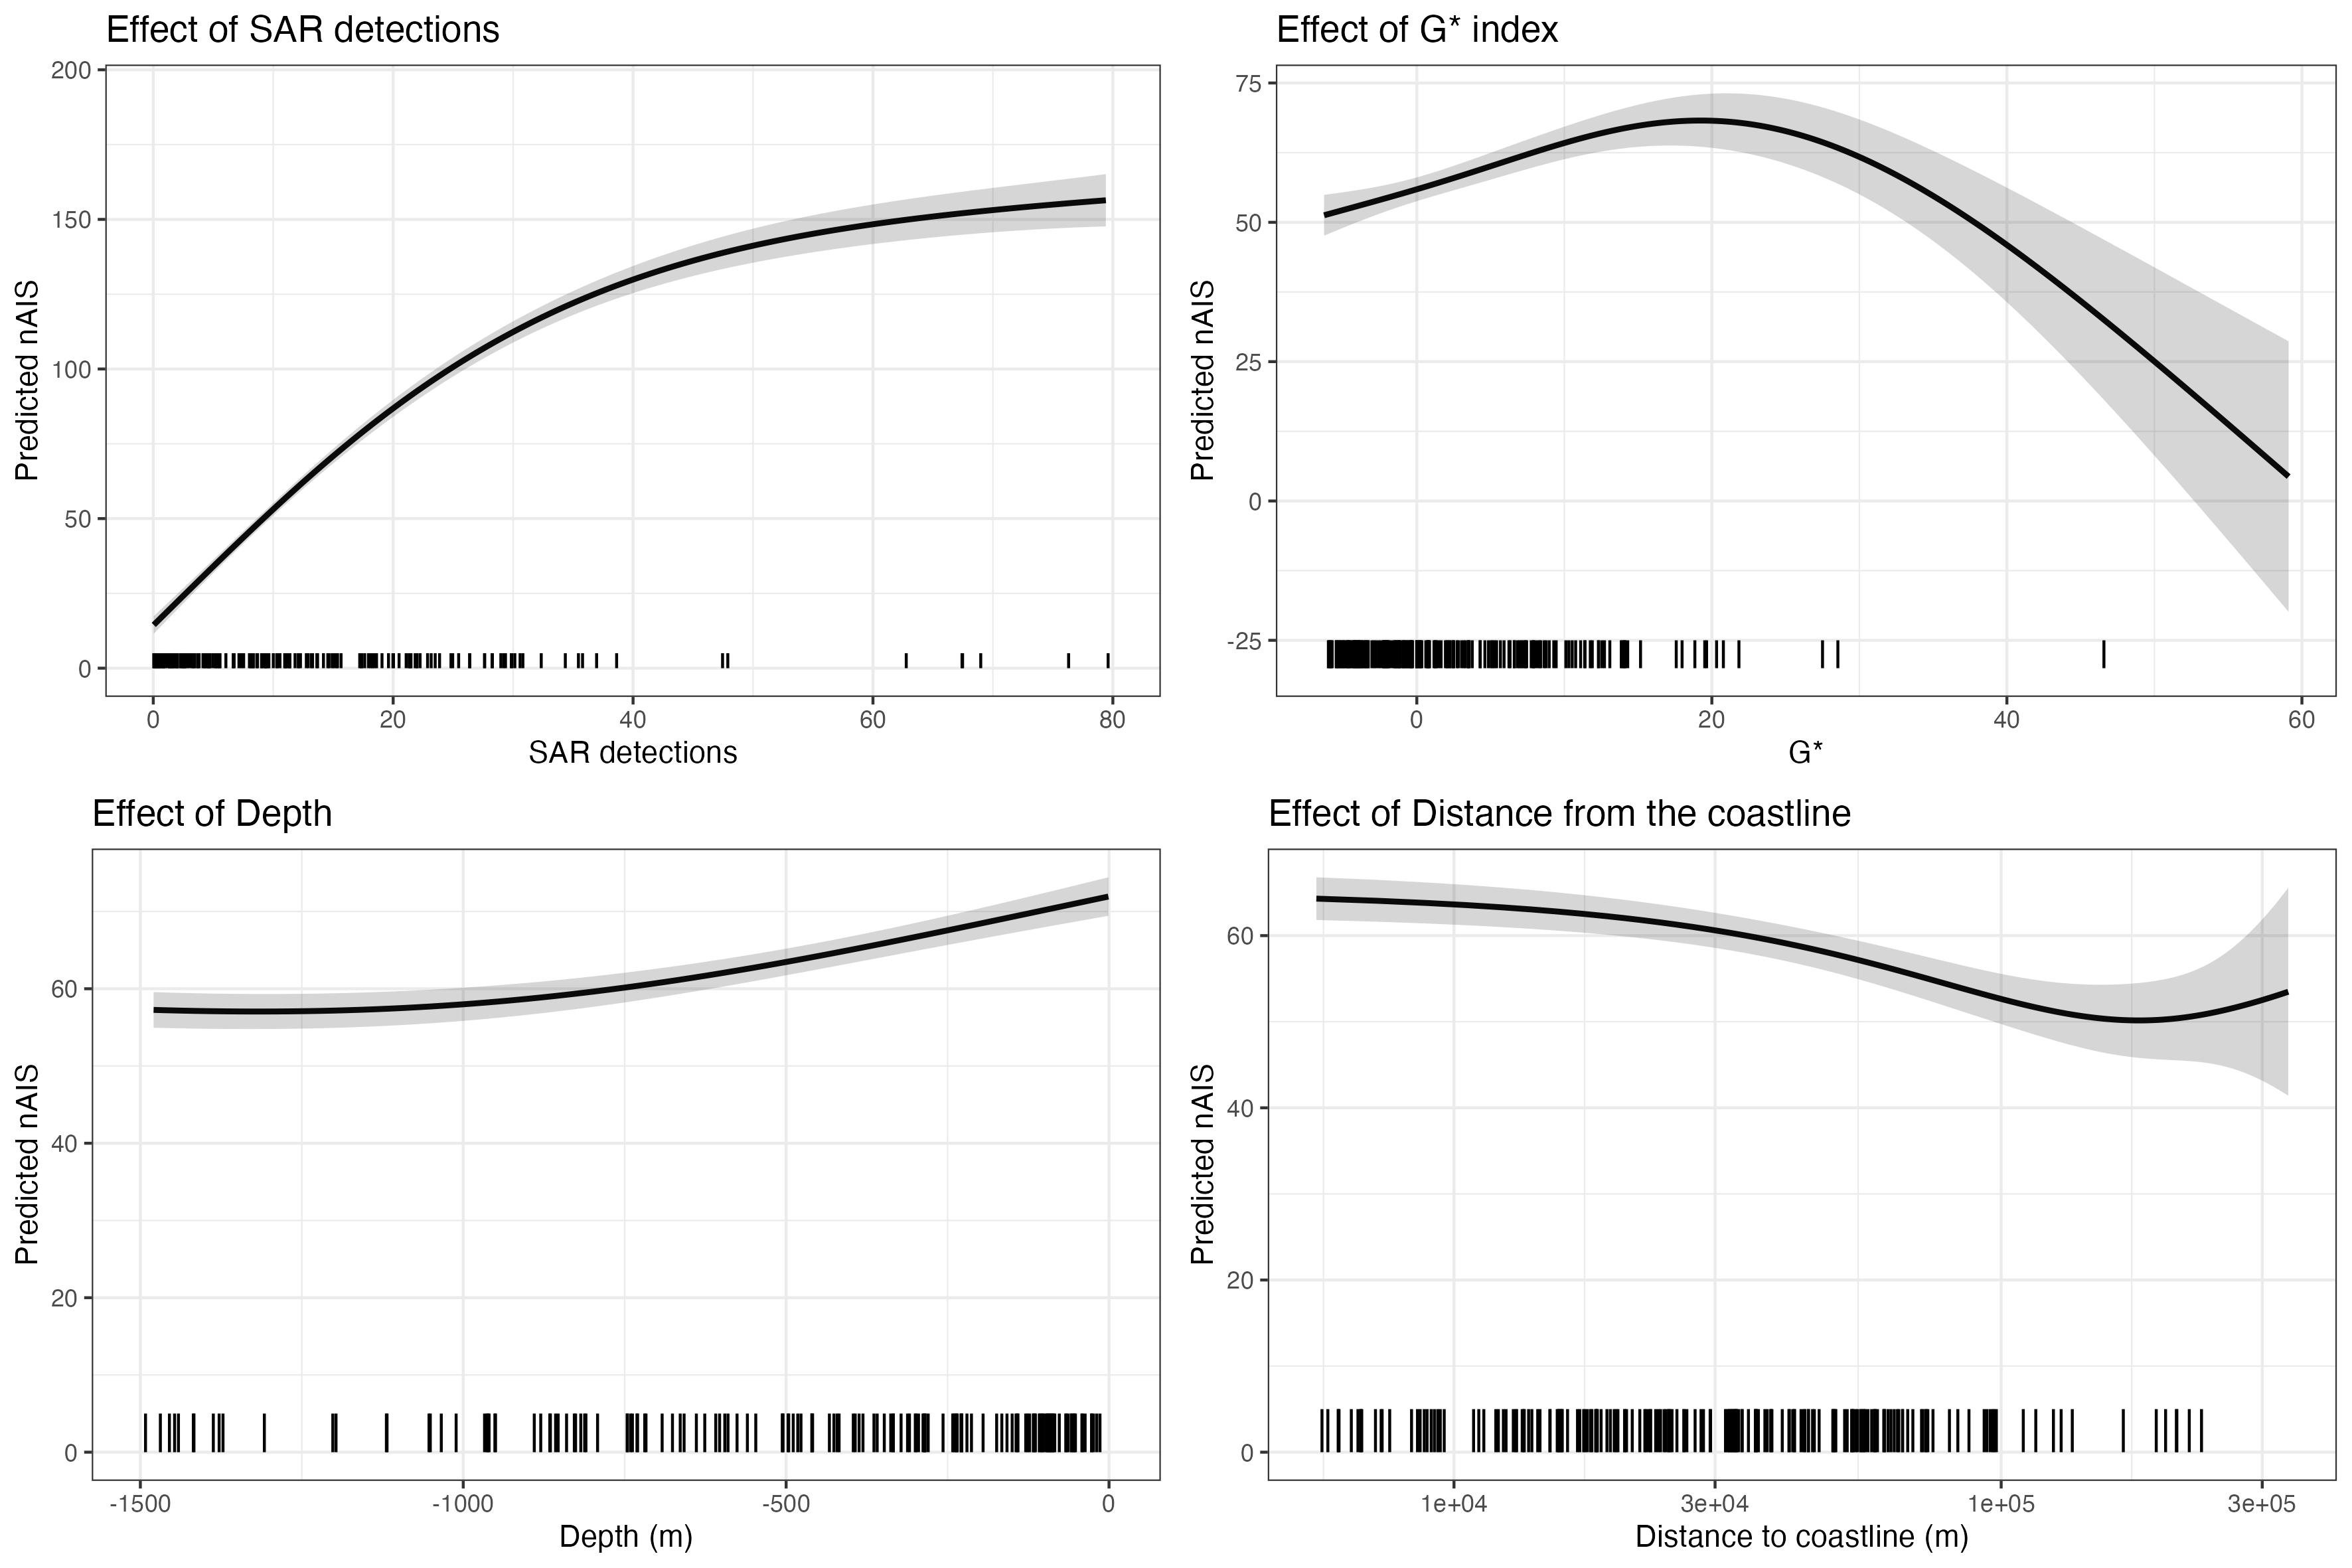 Effect of SAR detections
200
150
100
50
0
Predicted nAIS
0 20 40 60 80
SAR detections
Effect of G* index
75
50
25
0
-25
Predicted nAIS
0 20 40 60
G*
Effect of Depth
60
40
20
0
Predicted nAIS
-1500 -1000 -500 0
Depth (m)
Effect of Distance from the coastline
60
40
20
0
Predicted nAIS
1e+04 3e+04 1e+05 3e+05
Distance to coastline (m)